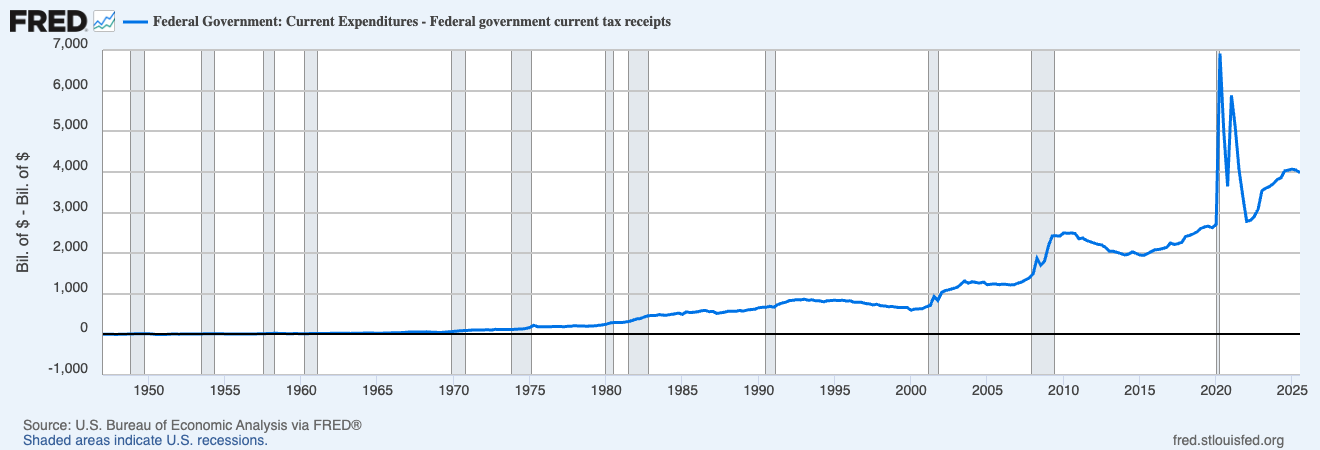 FRED Federal Government: Current Expenditures - Federal government current tax receipts
Bil. of $ - Bil. of $
7,000
6,000
5,000
4,000
3,000
2,000
1,000
0
-1,000
1950 1955 1960 1965 1970 1975 1980 1985 1990 1995 2000 2005 2010 2015 2020 2025
Source: U.S. Bureau of Economic Analysis via FRED®
Shaded areas indicate U.S. recessions.
fred.stlouisfed.org